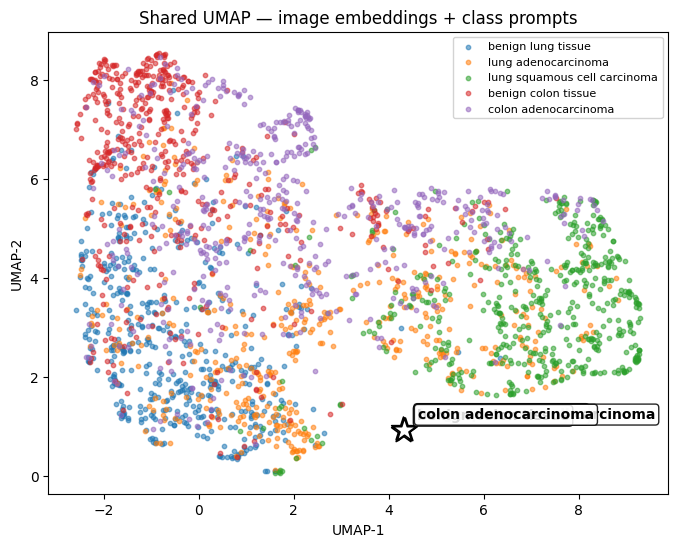 Shared UMAP — image embeddings + class prompts
benign lung tissue
lung adenocarcinoma
lung squamous cell carcinoma
benign colon tissue
colon adenocarcinoma
8
6
4
2
0
UMAP-2
colon adenocarcinoma
rcinoma
−2
0
2
4
6
8
UMAP-1